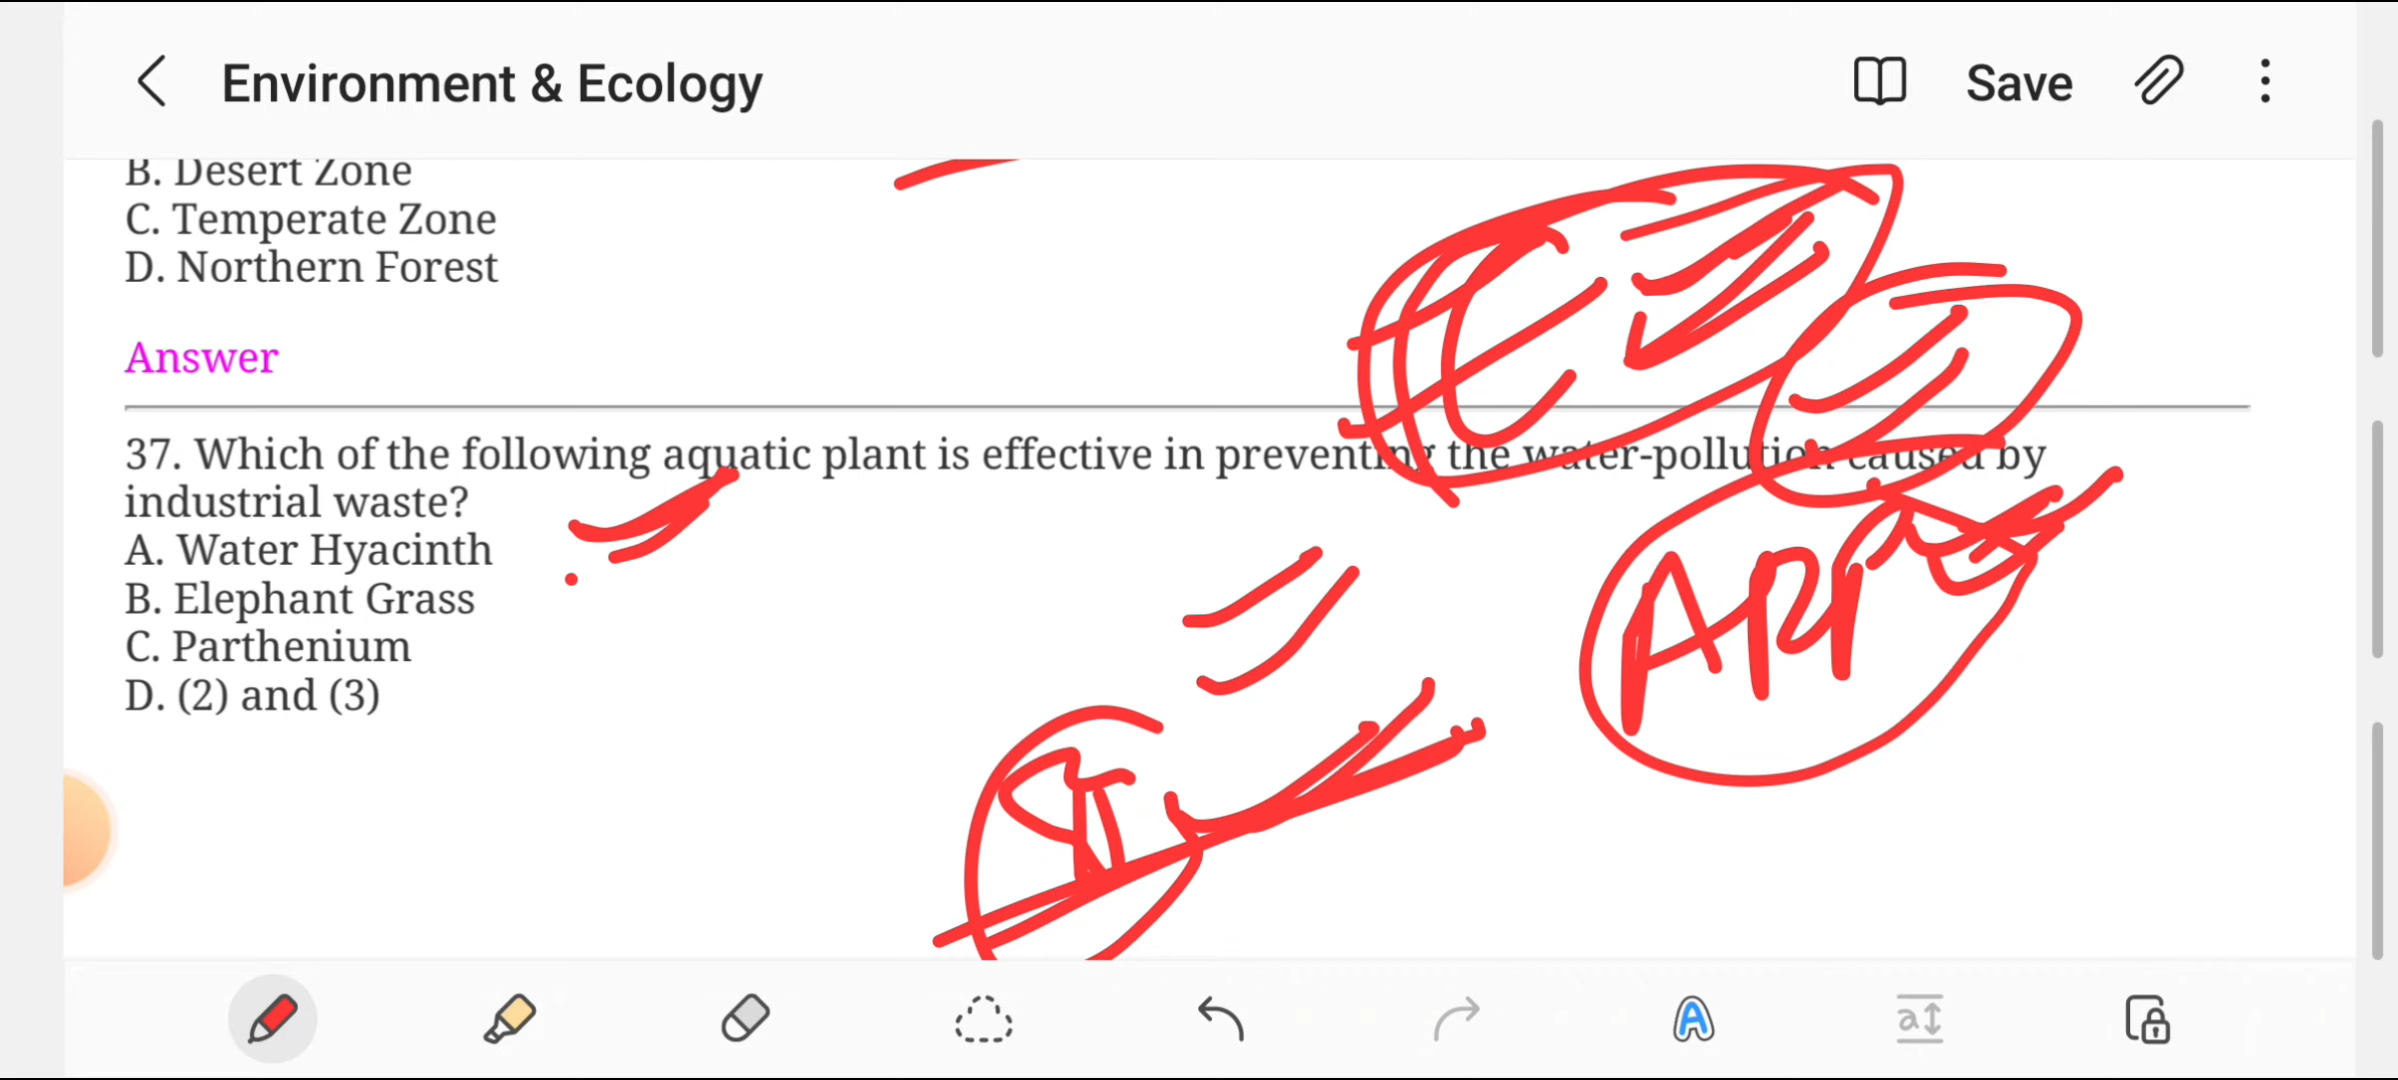 Environment & Ecology
Save
B. Desert Zone
C. Temperate Zone
D. Northern Forest
Answer
37. Which of the following aquatic plant is effective in preventing the water-pollution caused by
industrial waste?
A. Water Hyacinth
B. Elephant Grass
C. Parthenium
D. (2) and (3)